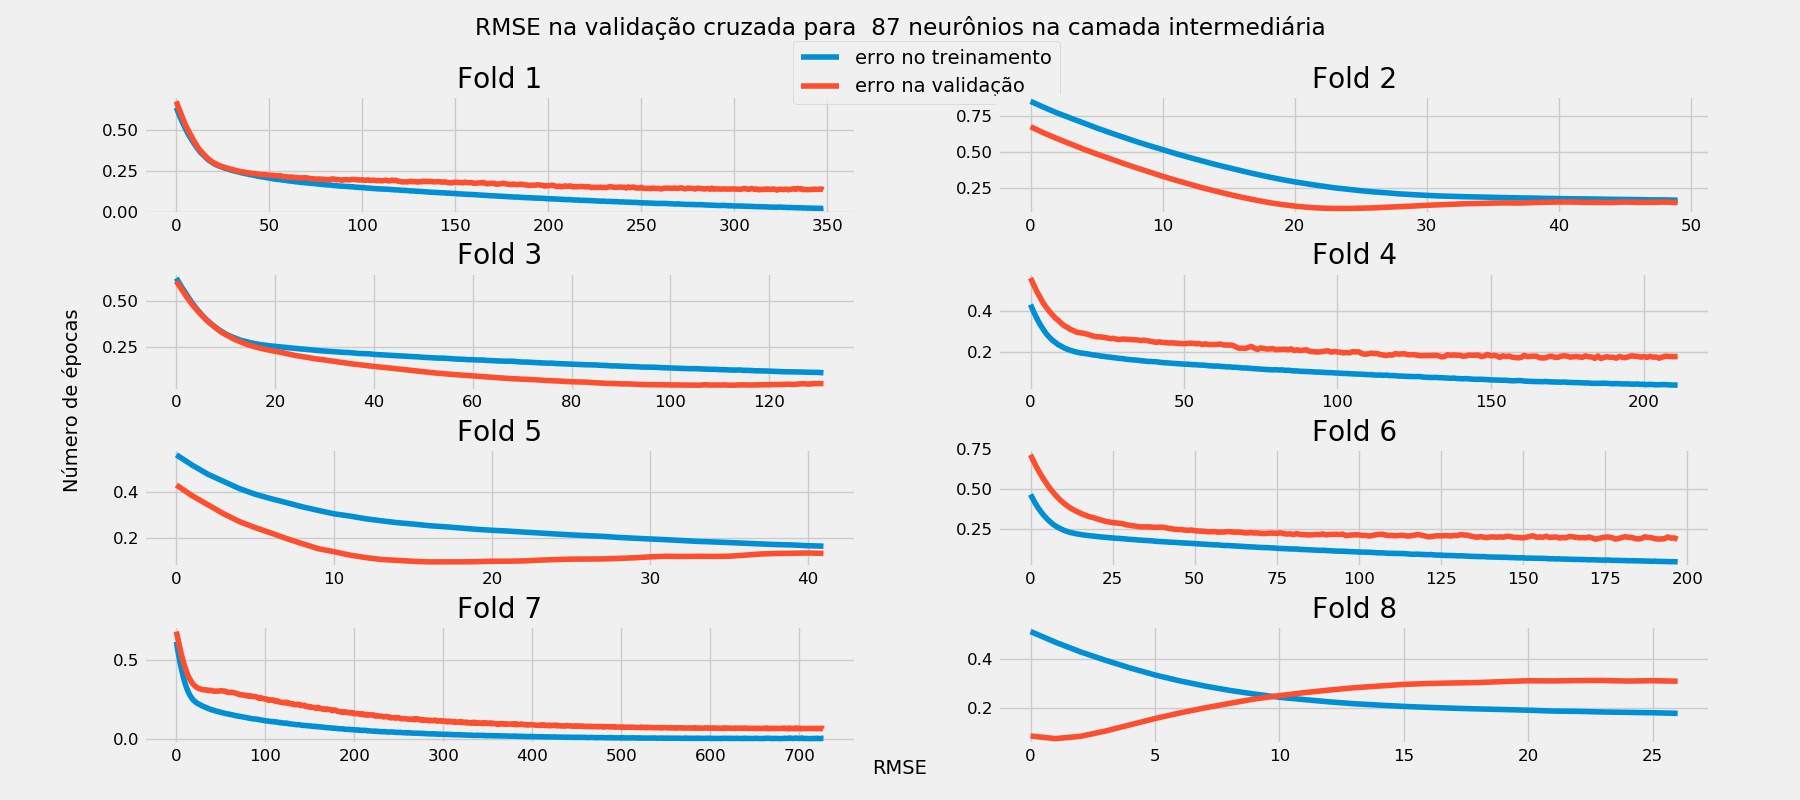 RMSE na validação cruzada para  87 neurônios na camada intermediária
erro no treinamento
erro na validação
Fold 1
0.50
0.25
0.00
0 50 100 150 200 250 300 350
Fold 2
0.75
0.50
0.25
0 10 20 30 40 50
Fold 3
0.50
0.25
0 20 40 60 80 100 120
Fold 4
0.4
0.2
0 50 100 150 200
Fold 5
0.4
0.2
0 10 20 30 40
Fold 6
0.75
0.50
0.25
0 25 50 75 100 125 150 175 200
Fold 7
0.5
0.0
0 100 200 300 400 500 600 700
Fold 8
0.4
0.2
0 5 10 15 20 25
Número de épocas
RMSE